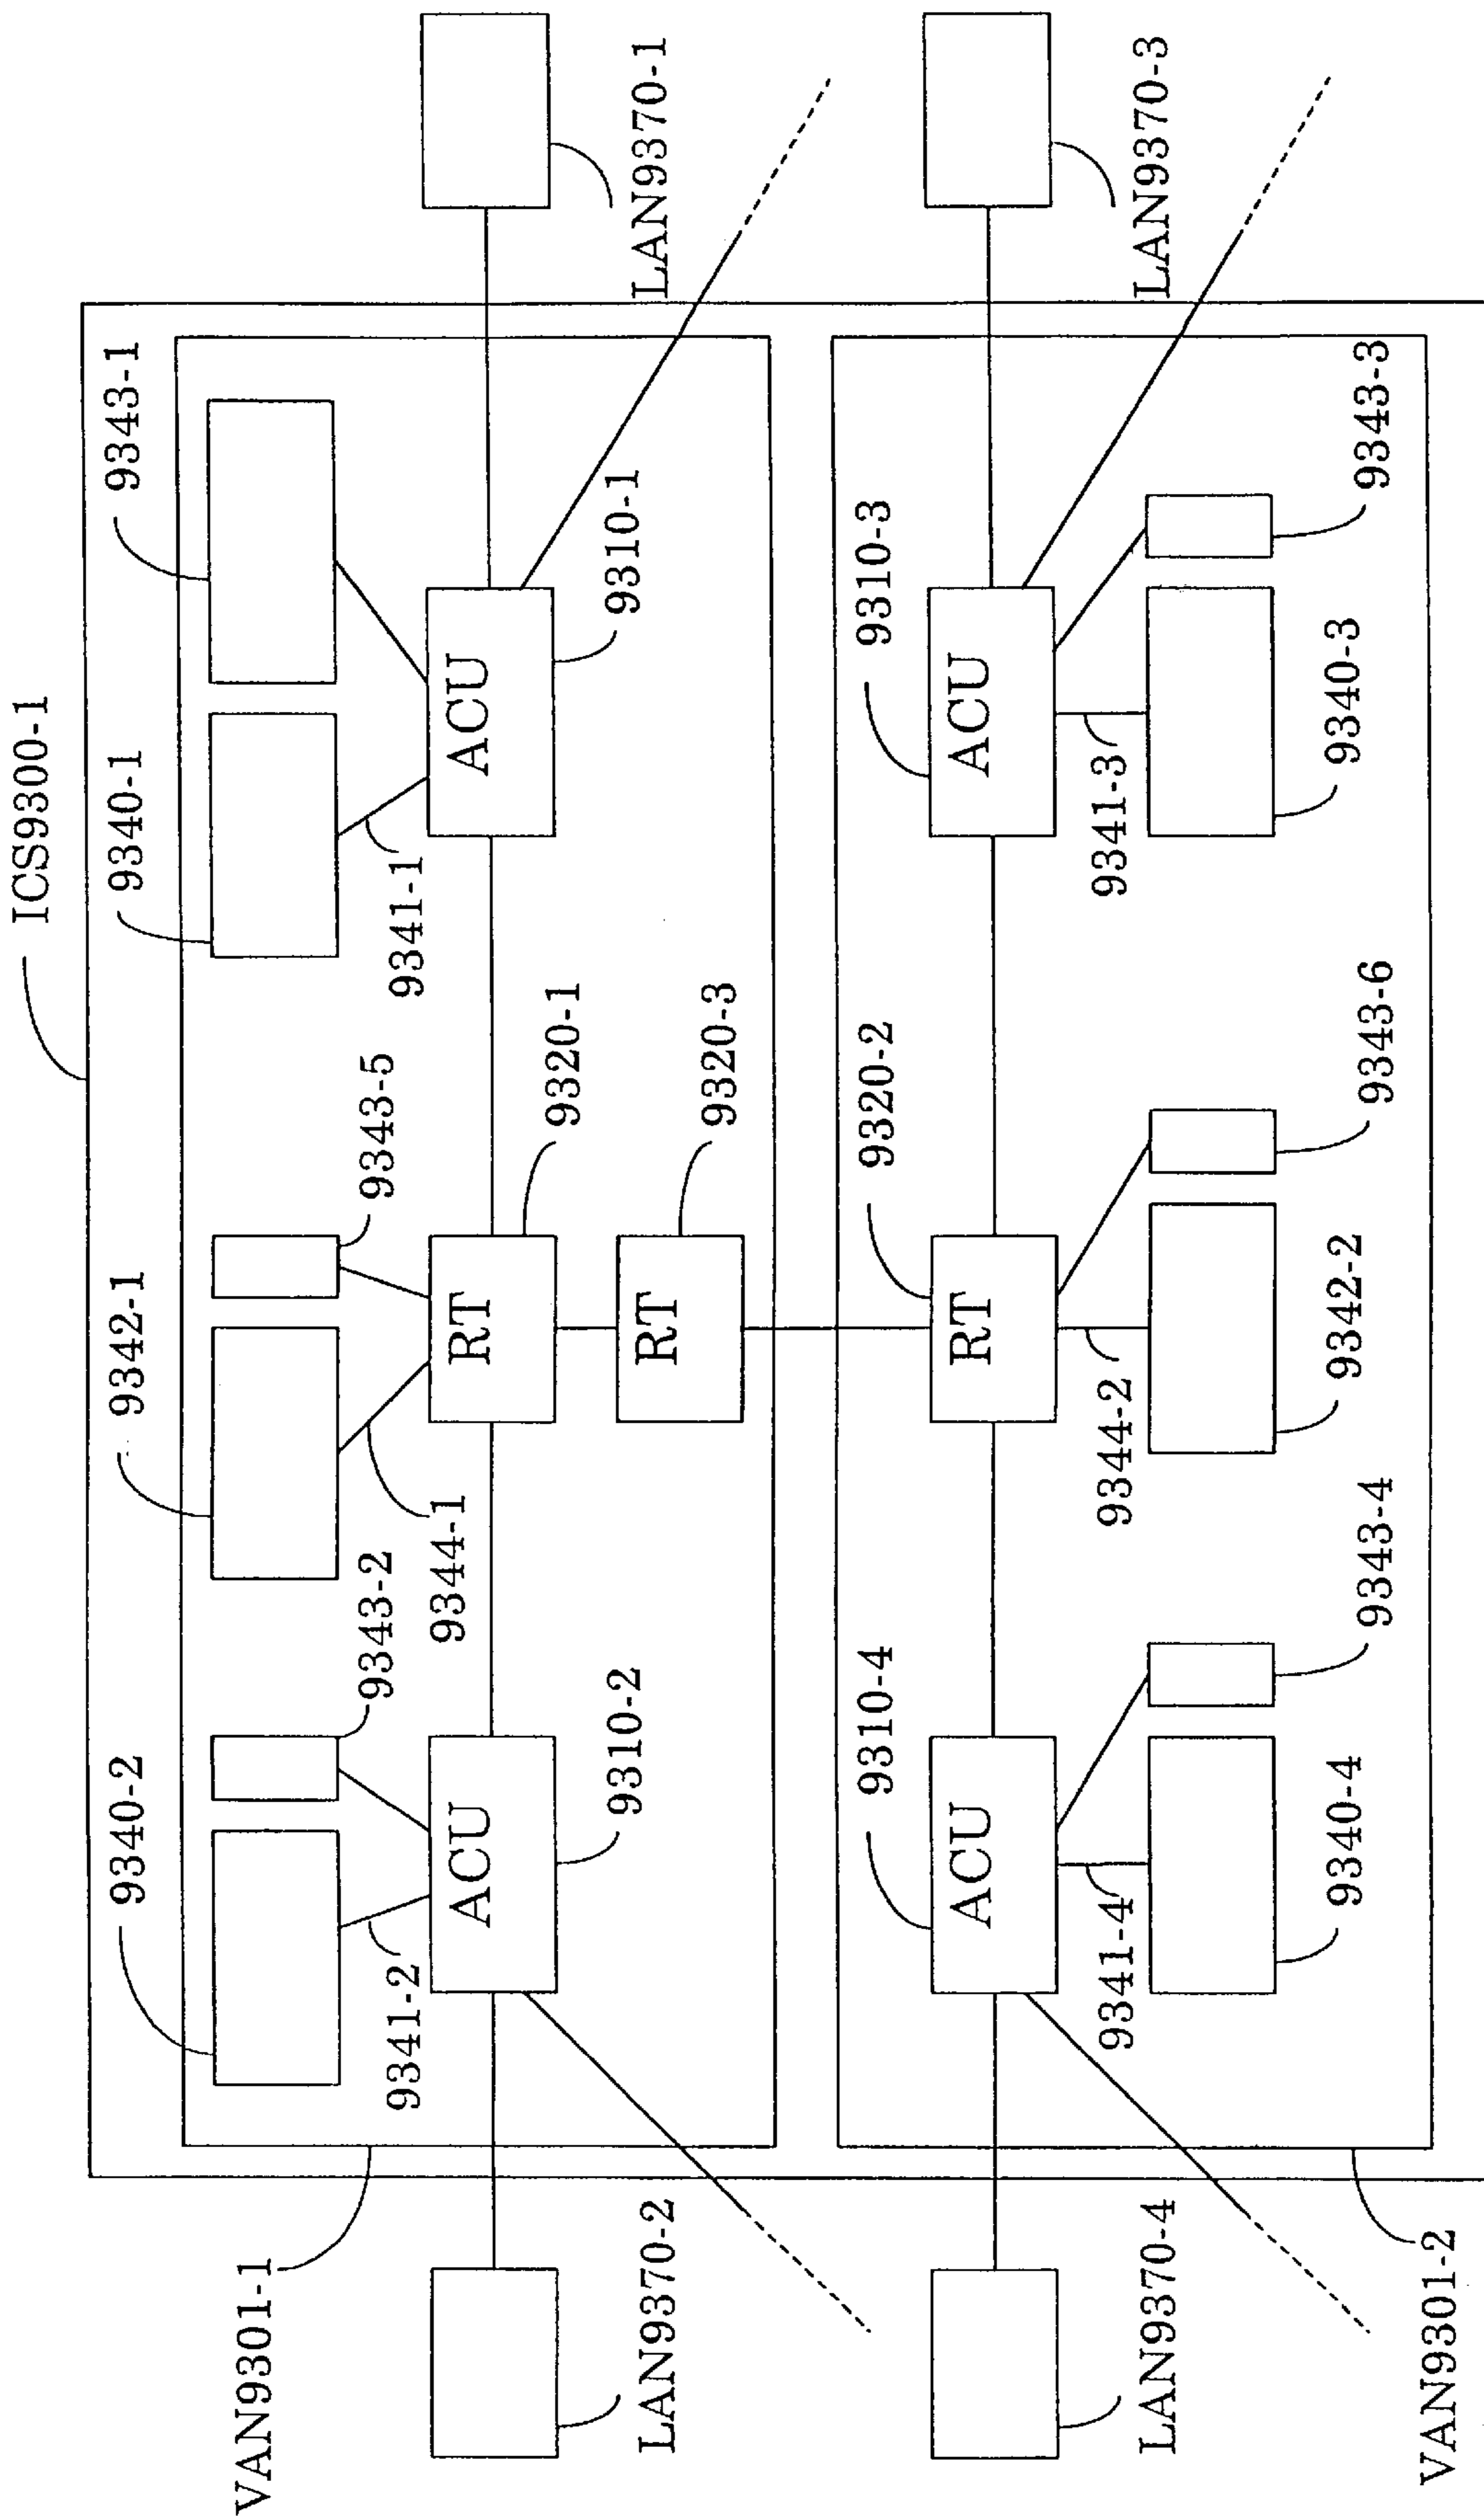 ICS9300-1
VAN9301-1
9340-2
9342-1
9340-1
9343-1
9343-2
9343-5
9341-2
9344-1
9341-1
ACU
RT
ACU
LAN9370-2
9310-2
9320-1
9310-1
LAN9370-1
RT
9320-3
9310-4
9320-2
9310-3
ACU
RT
ACU
LAN9370-4
9341-4
9344-2
9341-3
LAN9370-3
9340-4
9343-4
9342-2
9343-6
9340-3
9343-3
VAN9301-2